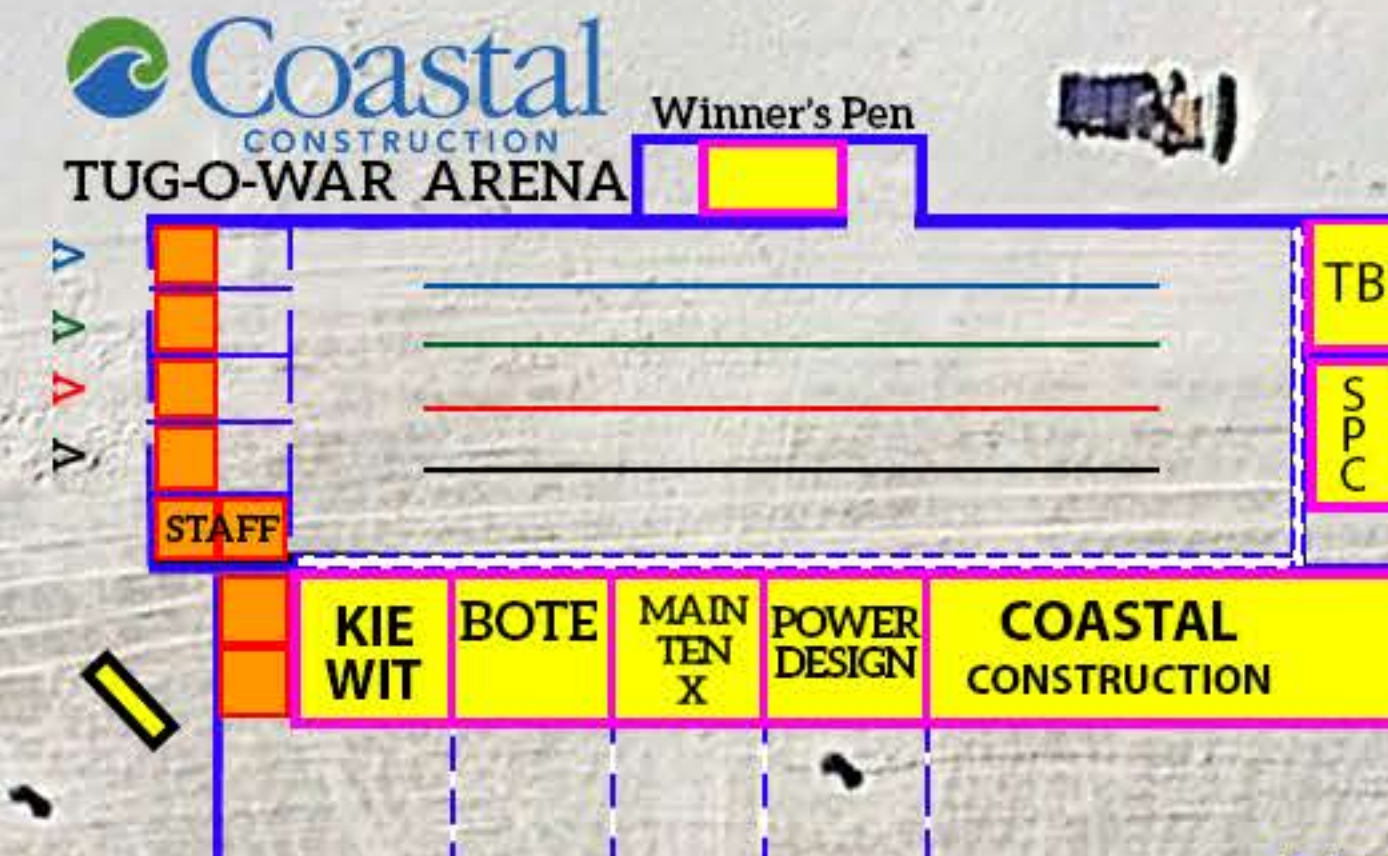 Coastal
CONSTRUCTION
Winner's Pen
TUG-O-WAR ARENA
TB
S
P
C
STAFF
KIE
WIT
BOTE
MAIN
TEN
X
POWER
DESIGN
COASTAL
CONSTRUCTION